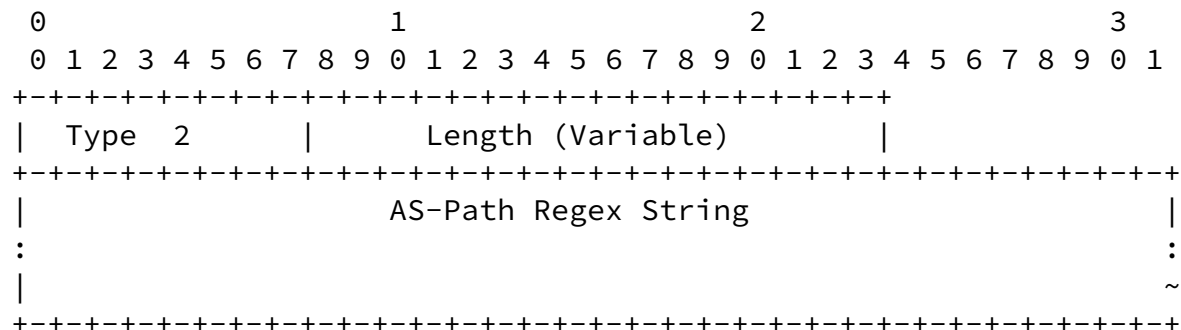 0                   1                   2                   3
 0 1 2 3 4 5 6 7 8 9 0 1 2 3 4 5 6 7 8 9 0 1 2 3 4 5 6 7 8 9 0 1
+-+-+-+-+-+-+-+-+-+-+-+-+-+-+-+-+-+-+-+-+-+-+-+-+
|  Type  2      |      Length (Variable)        |
+-+-+-+-+-+-+-+-+-+-+-+-+-+-+-+-+-+-+-+-+-+-+-+-+-+-+-+-+-+-+-+-+
|                    AS-Path Regex String                       |
:                                                               :
|                                                               ~
+-+-+-+-+-+-+-+-+-+-+-+-+-+-+-+-+-+-+-+-+-+-+-+-+-+-+-+-+-+-+-+-+